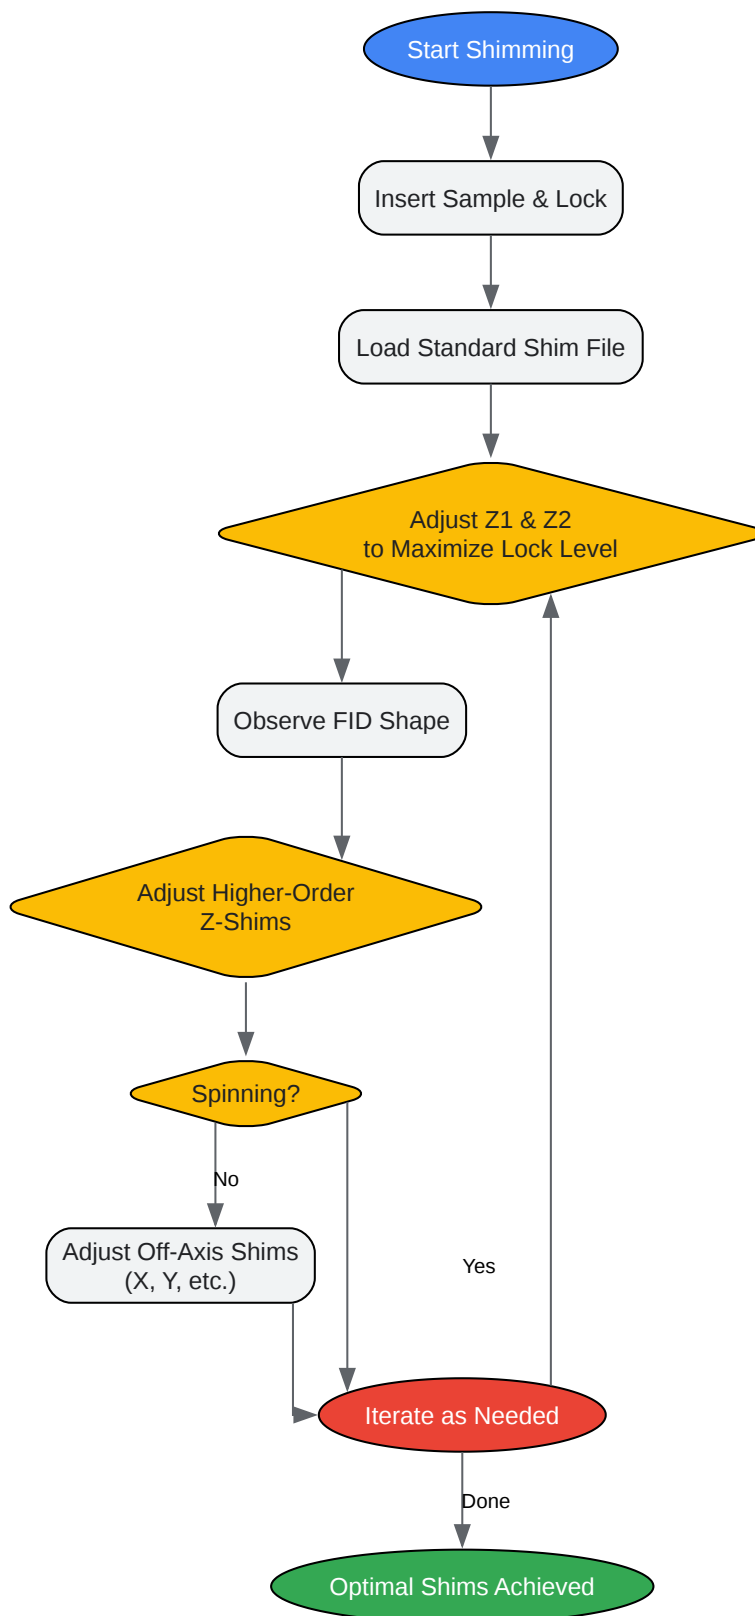 Start Shimming
Insert Sample & Lock
Load Standard Shim File
Adjust Z1 & Z2
to Maximize Lock Level
Observe FID Shape
Adjust Higher-Order
Z-Shims
Spinning?
No
Adjust Off-Axis Shims
(X, Y, etc.)
Yes
Iterate as Needed
Done
Optimal Shims Achieved